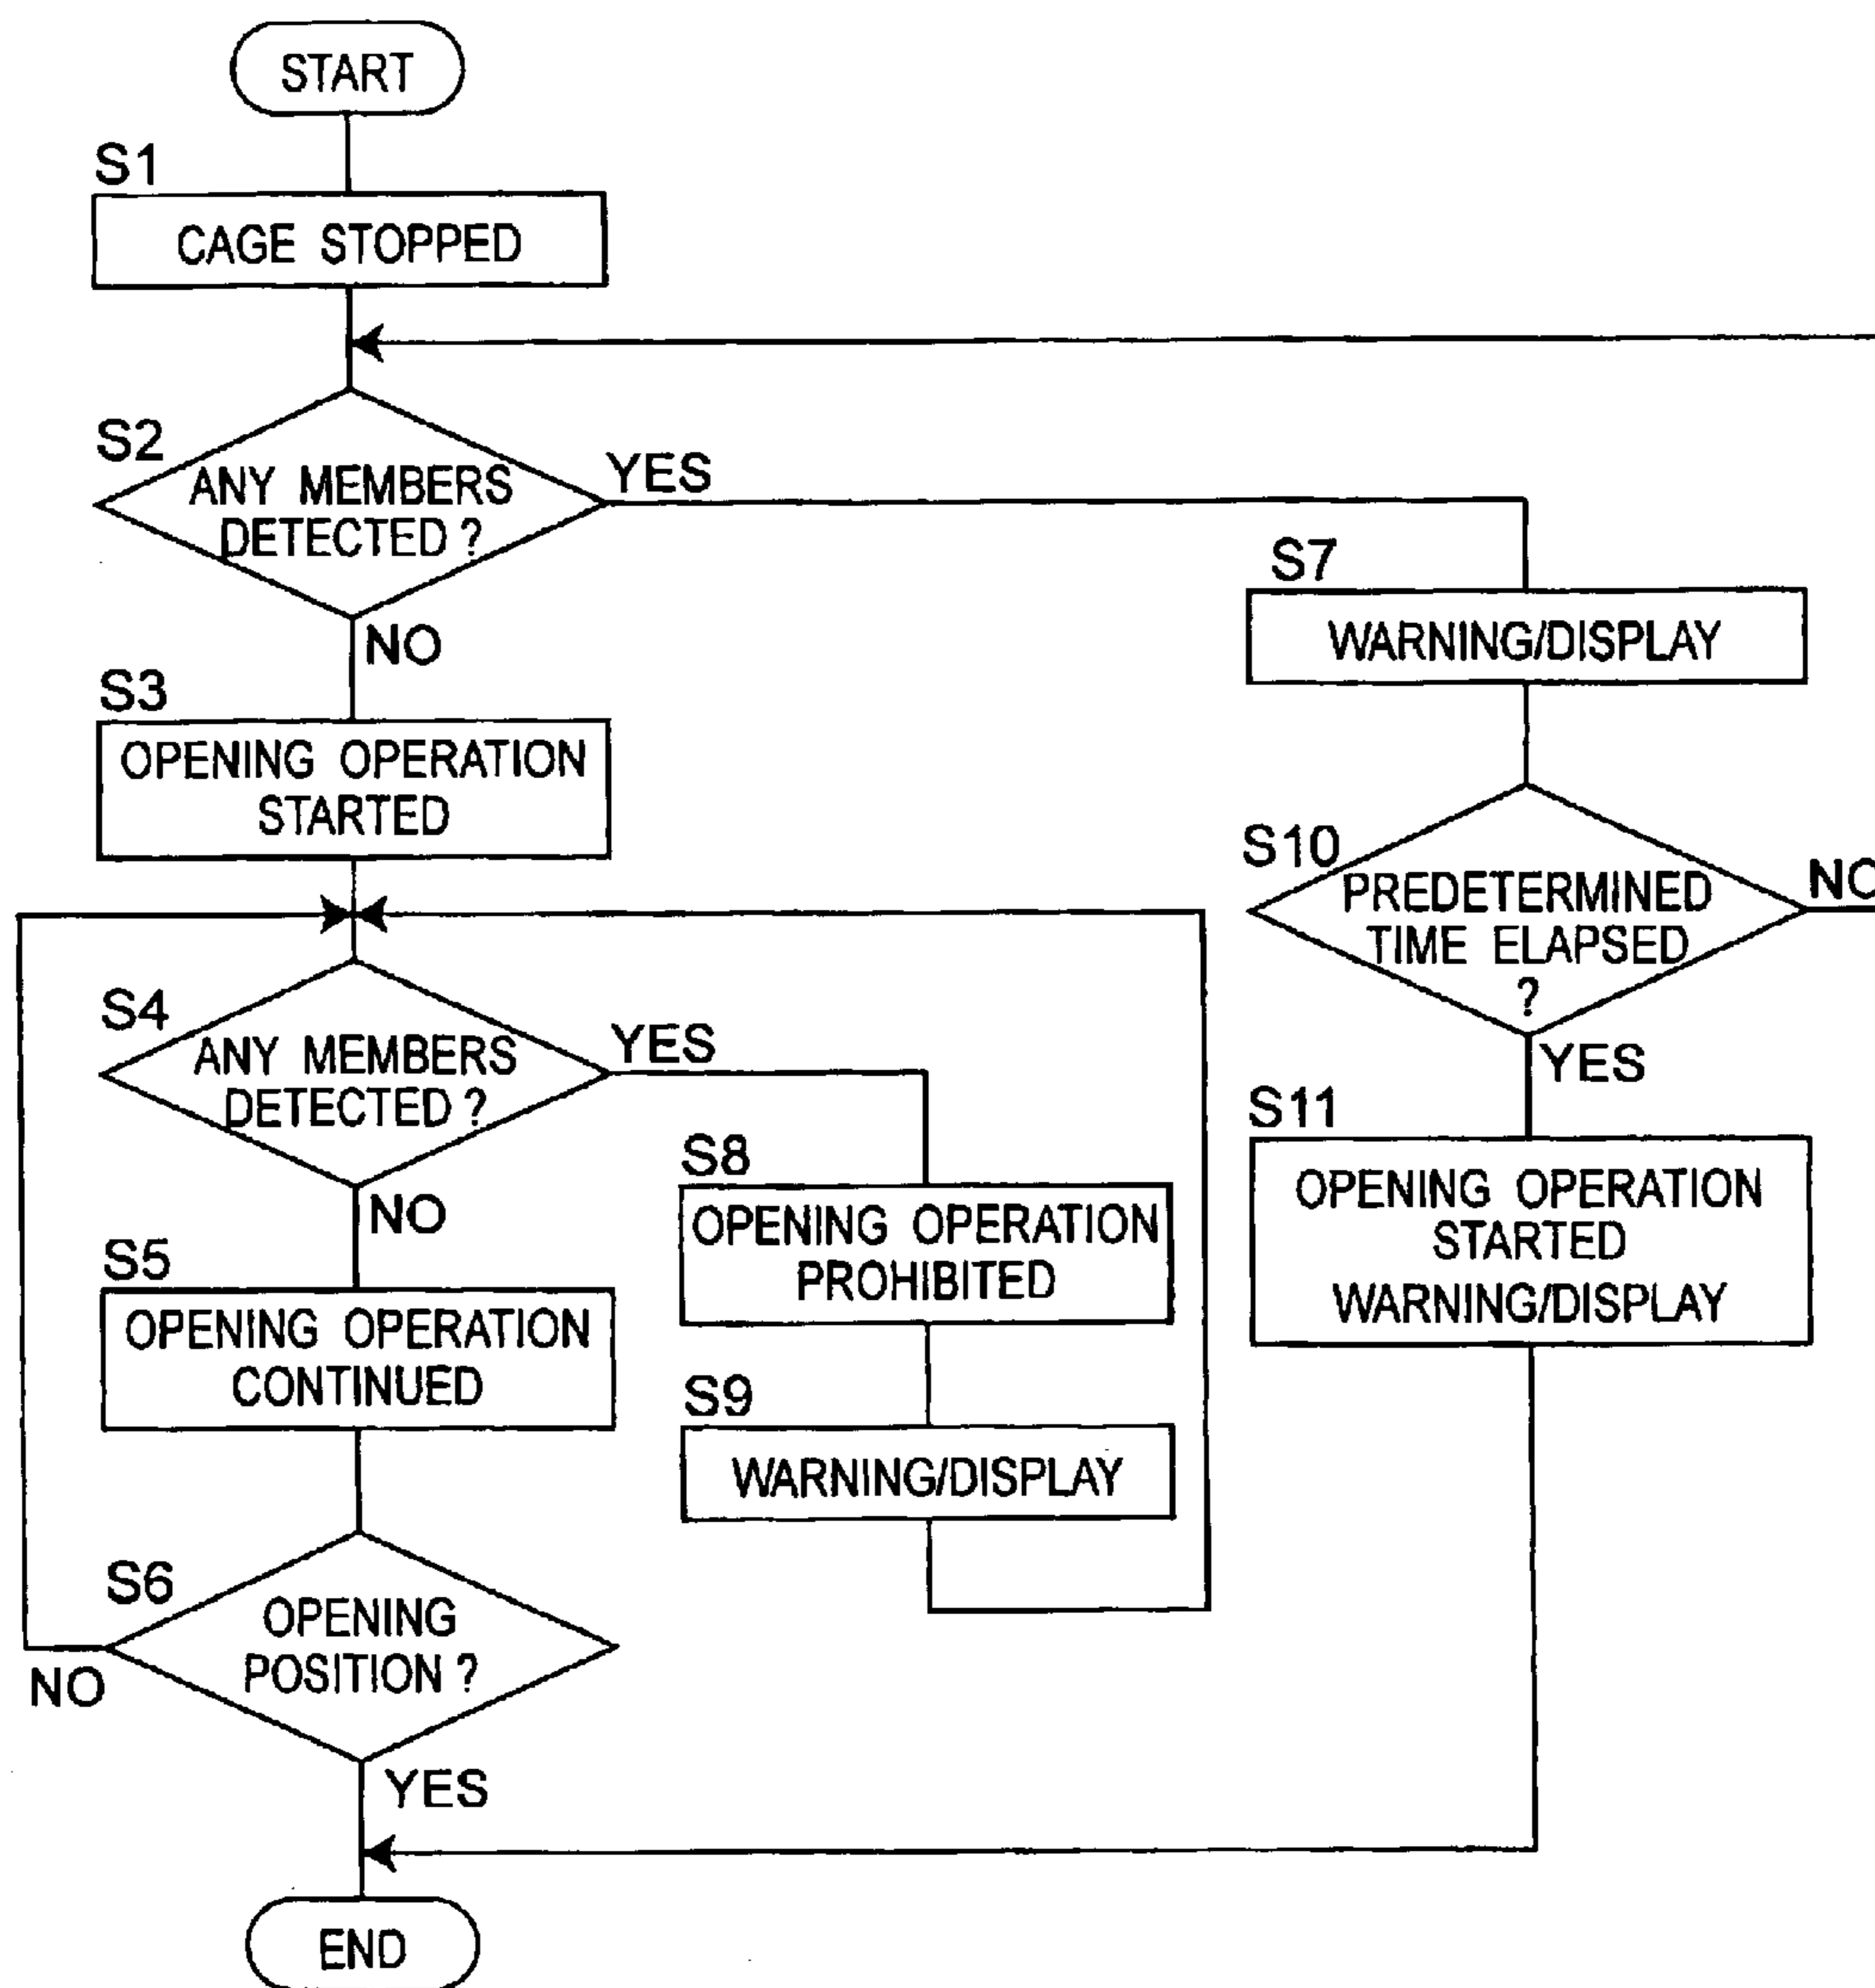 START
S1
CAGE STOPPED
S2
ANY MEMBERS
DETECTED ?
YES
NO
S3
OPENING OPERATION
STARTED
S4
ANY MEMBERS
DETECTED ?
YES
NO
S5
OPENING OPERATION
CONTINUED
S6
OPENING
POSITION ?
NO
YES
END
S8
OPENING OPERATION
PROHIBITED
S9
WARNING/DISPLAY
S7
WARNING/DISPLAY
S10
PREDETERMINED
TIME ELAPSED
?
NO
YES
S11
OPENING OPERATION
STARTED
WARNING/DISPLAY